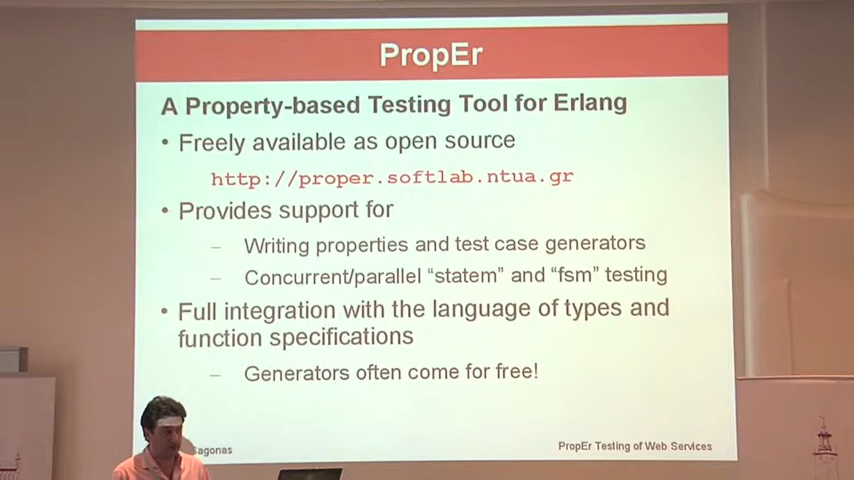 PropEr
A Property-based Testing Tool for Erlang
• Freely available as open source
http://proper.softlab.ntua.gr
• Provides support for
– Writing properties and test case generators
– Concurrent/parallel “statem” and “fsm” testing
• Full integration with the language of types and
function specifications
– Generators often come for free!
PropEr Testing of Web Services